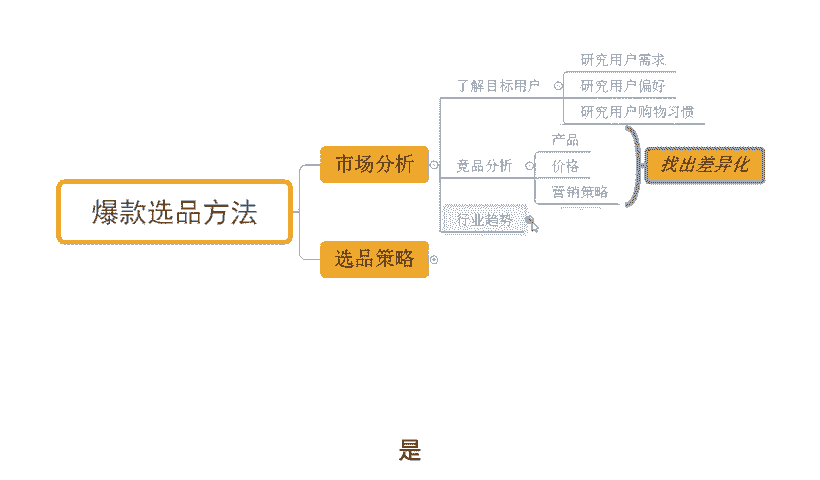 爆款选品方法
市场分析
了解目标用户
研究用户需求
研究用户偏好
研究用户购物习惯
竟品分析
产品
价格
营销策略
找出差异化
行业趋势
选品策略
是